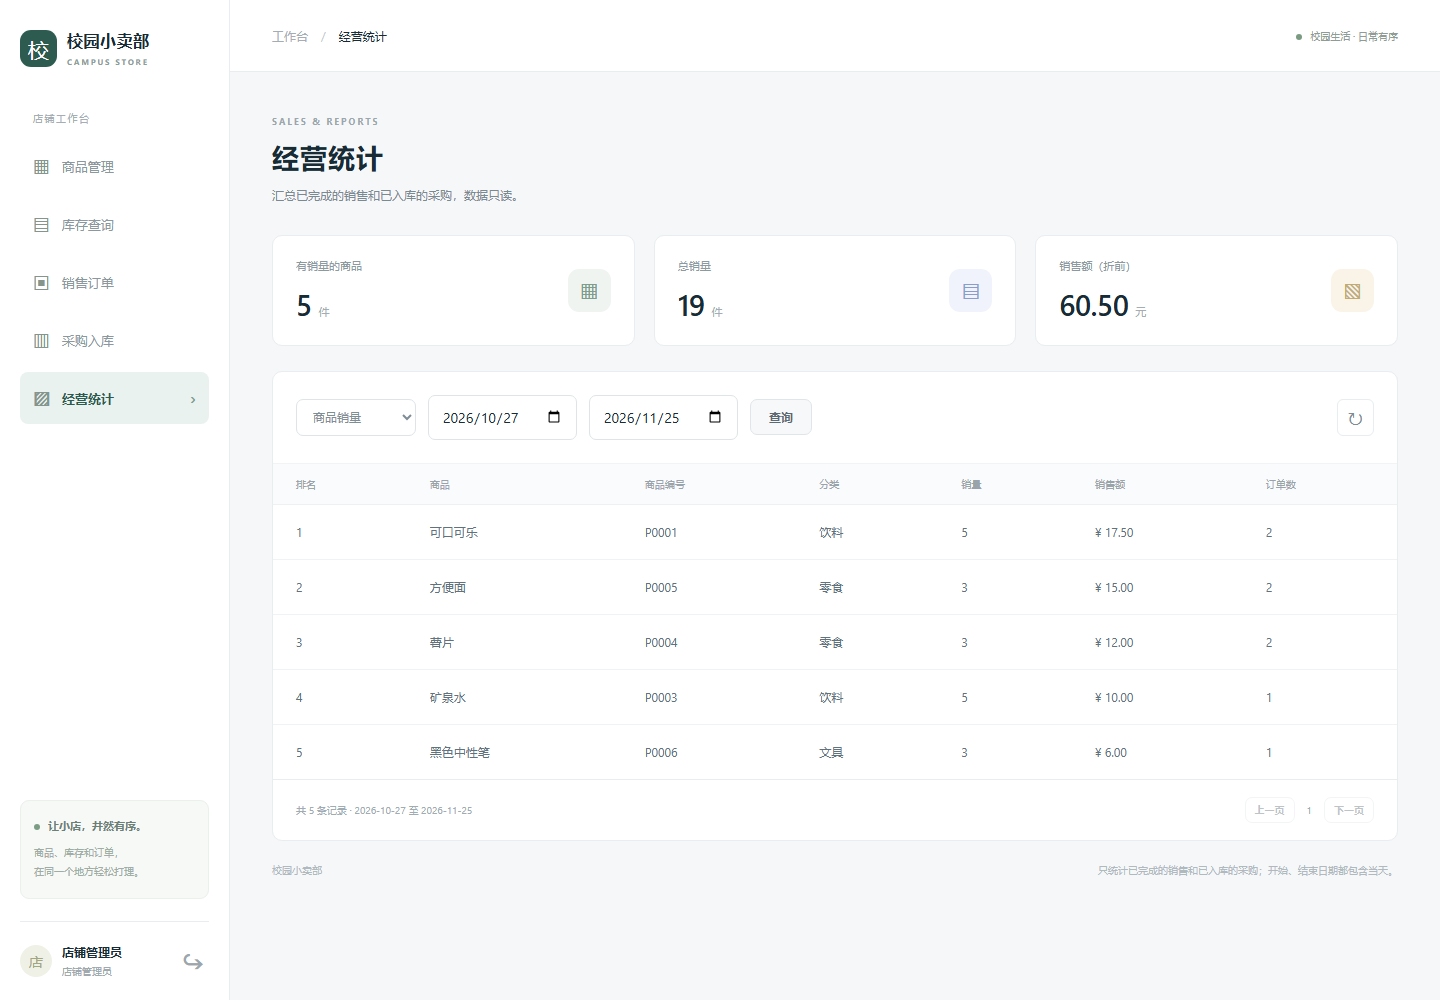 校
校园小卖部
CAMPUS STORE
店铺工作台
商品管理
库存查询
销售订单
采购入库
经营统计 ›
让小店，井然有序。
商品、库存和订单，
在同一个地方轻松打理。
店
店铺管理员
店铺管理员
工作台 / 经营统计
校园生活 · 日常有序
SALES & REPORTS
经营统计
汇总已完成的销售和已入库的采购，数据只读。
有销量的商品
5 件
总销量
19 件
销售额（折前）
60.50 元
商品销量 2026/10/27 2026/11/25 查询
排名 商品 商品编号 分类 销量 销售额 订单数
1 可口可乐 P0001 饮料 5 ¥ 17.50 2
2 方便面 P0005 零食 3 ¥ 15.00 2
3 薯片 P0004 零食 3 ¥ 12.00 2
4 矿泉水 P0003 饮料 5 ¥ 10.00 1
5 黑色中性笔 P0006 文具 3 ¥ 6.00 1
共 5 条记录 · 2026-10-27 至 2026-11-25
上一页 1 下一页
校园小卖部
只统计已完成的销售和已入库的采购；开始、结束日期都包含当天。